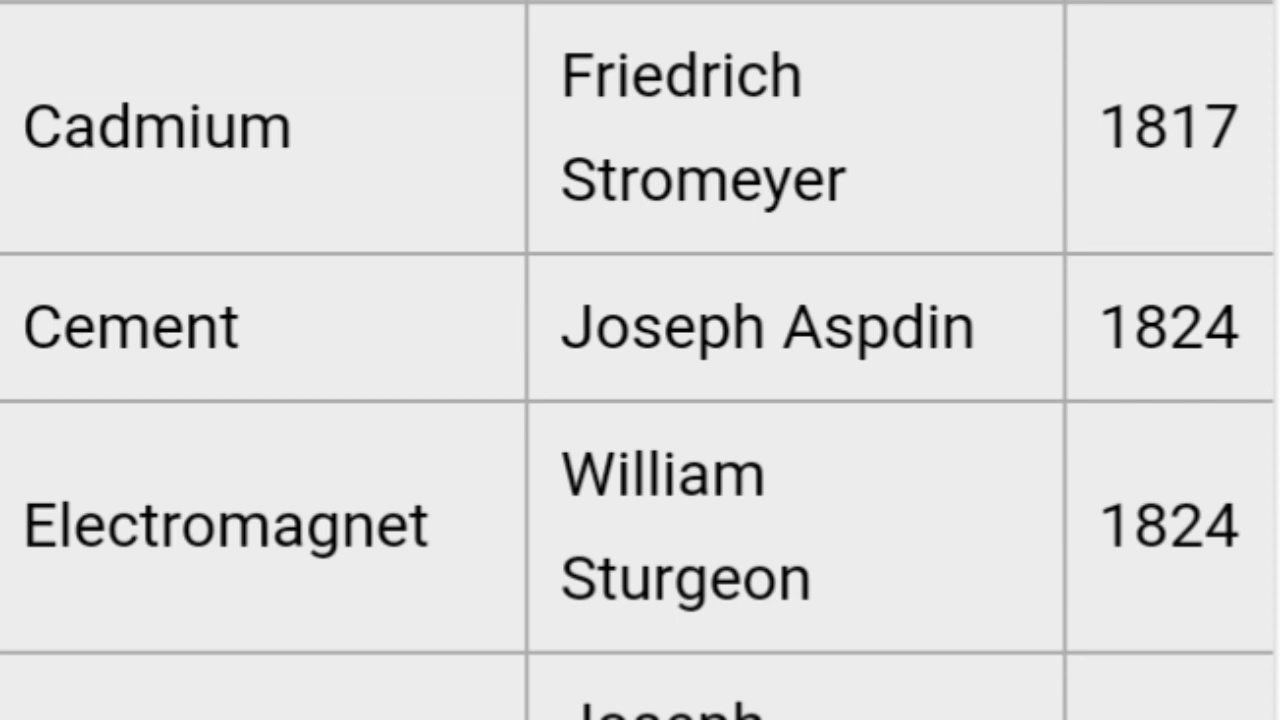 Cadmium
Friedrich
Stromeyer
1817
Cement
Joseph Aspdin
1824
Electromagnet
William
Sturgeon
1824
Joseph